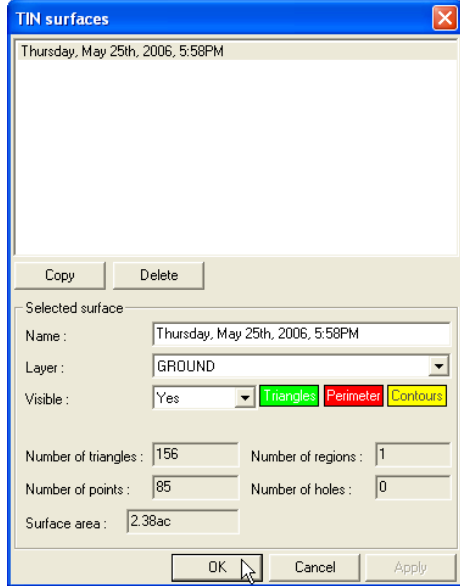 TIN surfaces
Thursday, May 25th, 2006, 5:58PM
Copy Delete
Selected surface
Name : Thursday, May 25th, 2006, 5:58PM
Layer : GROUND
Visible : Yes Triangles Perimeter Contours
Number of triangles : 156 Number of regions : 1
Number of points : 85 Number of holes : 0
Surface area : 2.38ac
OK Cancel Apply